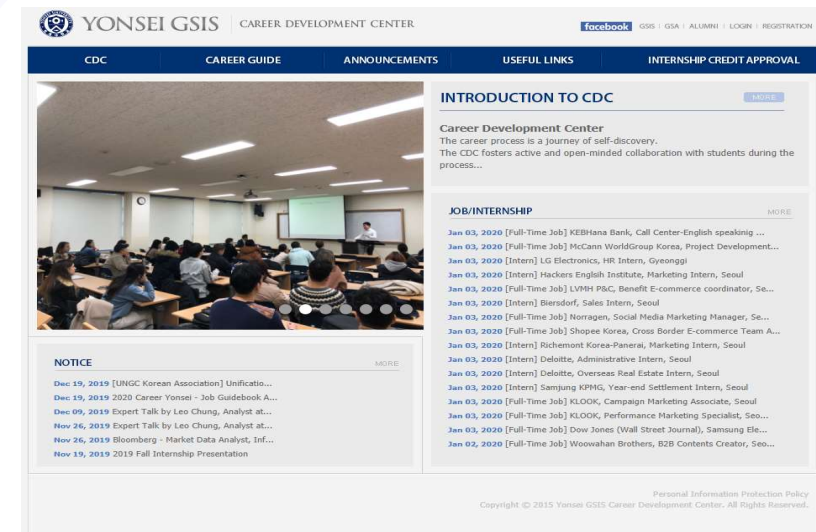 YONSEI GSIS CAREER DEVELOPMENT CENTER
facebook GSIS | GSA | ALUMNI | LOGIN | REGISTRATION
CDC CAREER GUIDE ANNOUNCEMENTS USEFUL LINKS INTERNSHIP CREDIT APPROVAL
INTRODUCTION TO CDC MORE
Career Development Center
The career process is a journey of self-discovery.
The CDC fosters active and open-minded collaboration with students during the
process...
JOB/INTERNSHIP MORE
Jan 03, 2020 [Full-Time Job] KEBHana Bank, Call Center-English speakinig ...
Jan 03, 2020 [Full-Time Job] McCann WorldGroup Korea, Project Development...
Jan 03, 2020 [Intern] LG Electronics, HR Intern, Gyeonggi
Jan 03, 2020 [Intern] Hackers Englsih Institute, Marketing Intern, Seoul
Jan 03, 2020 [Full-Time Job] LVMH P&C, Benefit E-commerce coordinator, Se...
Jan 03, 2020 [Intern] Biersdorf, Sales Intern, Seoul
Jan 03, 2020 [Full-Time Job] Norragen, Social Media Marketing Manager, Se...
Jan 03, 2020 [Full-Time Job] Shopee Korea, Cross Border E-commerce Team A...
Jan 03, 2020 [Intern] Richemont Korea-Panerai, Marketing Intern, Seoul
Jan 03, 2020 [Intern] Deloitte, Administrative Intern, Seoul
Jan 03, 2020 [Intern] Deloitte, Overseas Real Estate Intern, Seoul
Jan 03, 2020 [Intern] Samjung KPMG, Year-end Settlement Intern, Seoul
Jan 03, 2020 [Full-Time Job] KLOOK, Campaign Marketing Associate, Seoul
Jan 03, 2020 [Full-Time Job] KLOOK, Performance Marketing Specialist, Seo...
Jan 03, 2020 [Full-Time Job] Dow Jones (Wall Street Journal), Samsung Ele...
Jan 02, 2020 [Full-Time Job] Woowahan Brothers, B2B Contents Creator, Seo...
NOTICE MORE
Dec 19, 2019 [UNGC Korean Association] Unificatio...
Dec 19, 2019 2020 Career Yonsei - Job Guidebook A...
Dec 09, 2019 Expert Talk by Leo Chung, Analyst at...
Nov 26, 2019 Expert Talk by Leo Chung, Analyst at...
Nov 26, 2019 Bloomberg - Market Data Analyst, Inf...
Nov 19, 2019 2019 Fall Internship Presentation
Personal Information Protection Policy
Copyright © 2015 Yonsei GSIS Career Development Center. All Rights Reserved.